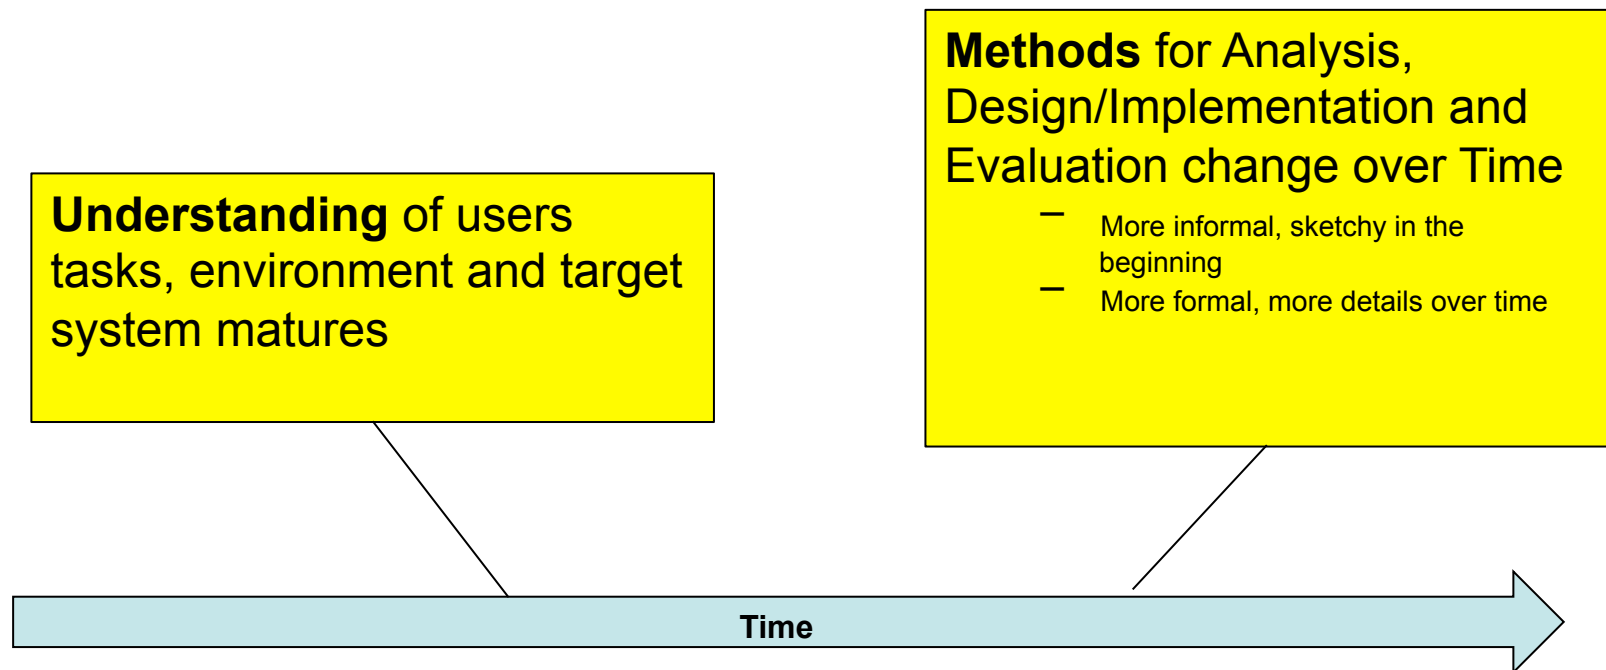 Understanding of users
tasks, environment and target
system matures
Methods for Analysis,
Design/Implementation and
Evaluation change over Time
– More informal, sketchy in the
beginning
– More formal, more details over time
Time